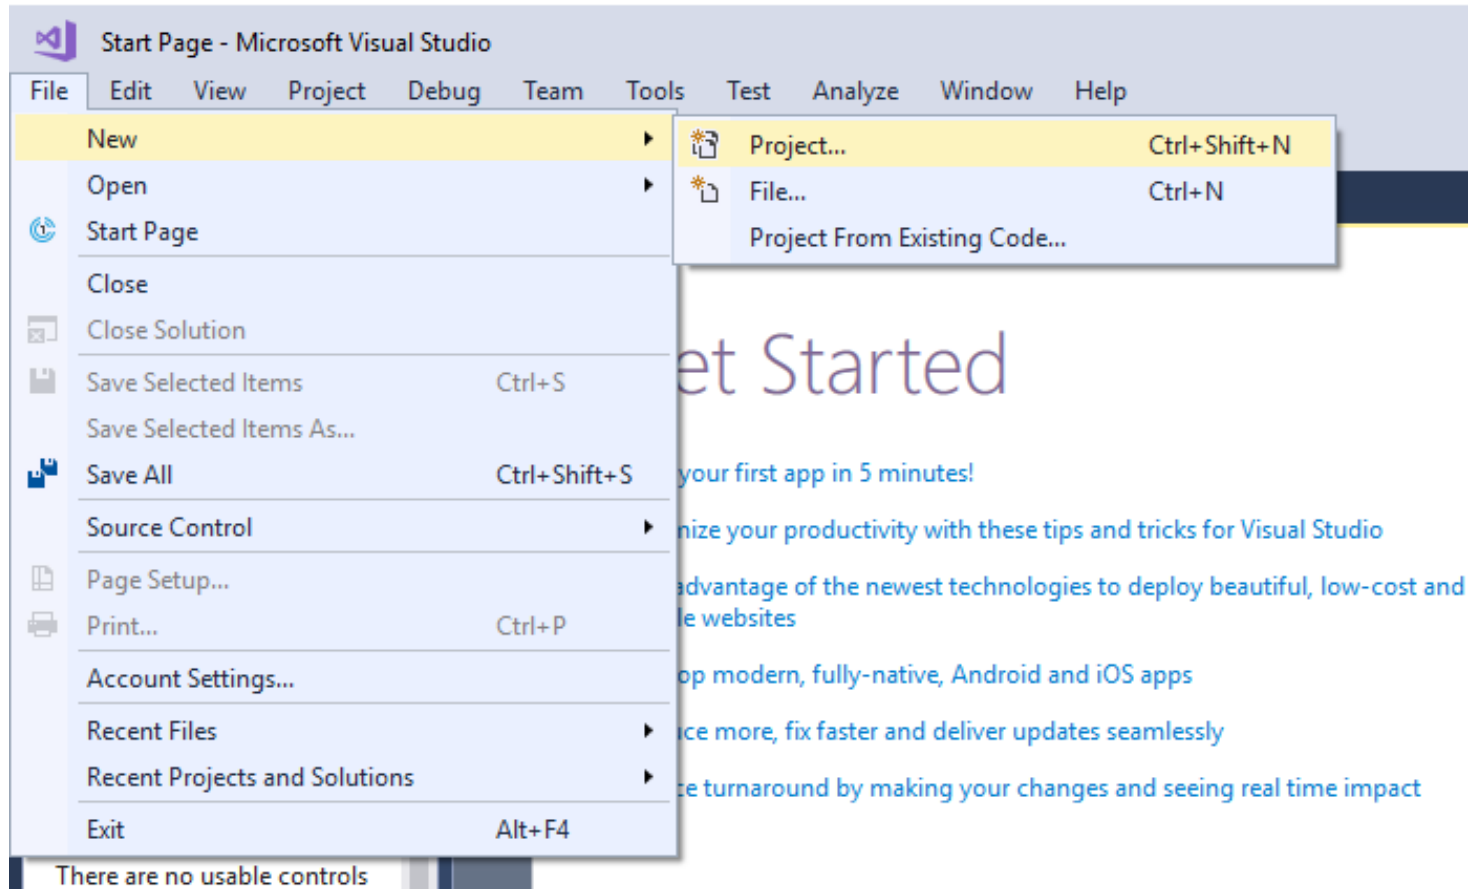 Start Page - Microsoft Visual Studio
File Edit View Project Debug Team Tools Test Analyze Window Help
New
Open
Start Page
Close
Close Solution
Save Selected Items Ctrl+S
Save Selected Items As...
Save All Ctrl+Shift+S
Source Control
Page Setup...
Print... Ctrl+P
Account Settings...
Recent Files
Recent Projects and Solutions
Exit Alt+F4
Project... Ctrl+Shift+N
File... Ctrl+N
Project From Existing Code...
et Started
your first app in 5 minutes!
nize your productivity with these tips and tricks for Visual Studio
advantage of the newest technologies to deploy beautiful, low-cost and
le websites
op modern, fully-native, Android and iOS apps
uce more, fix faster and deliver updates seamlessly
ce turnaround by making your changes and seeing real time impact
There are no usable controls